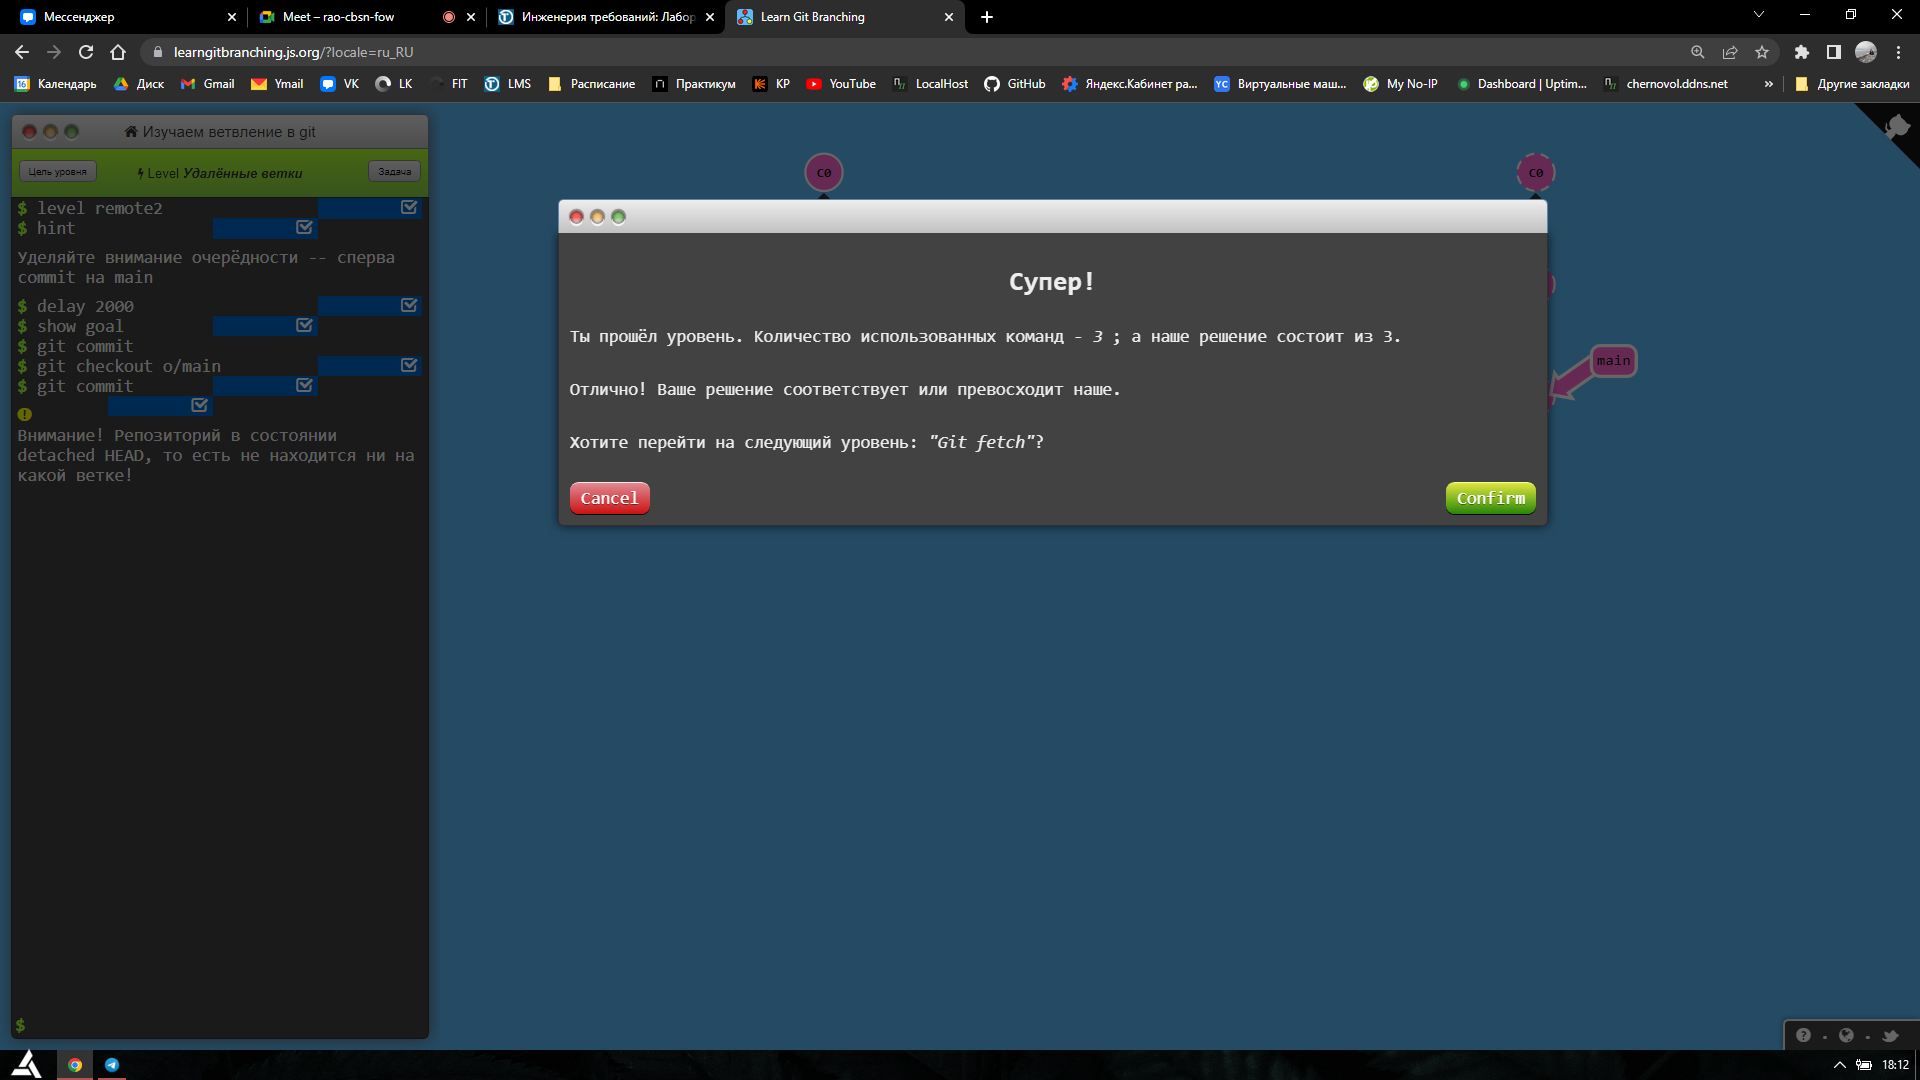 Мессенджер
Meet – rao-cbsn-fow
Инженерия требований: Лабор
Learn Git Branching
learngitbranching.js.org/?locale=ru_RU
Календарь
Диск
Gmail
Ymail
VK
LK
FIT
LMS
Расписание
Практикум
КР
YouTube
LocalHost
GitHub
Яндекс.Кабинет ра...
Виртуальные маш...
My No-IP
Dashboard | Uptim...
chernovol.ddns.net
»
Другие закладки
Изучаем ветвление в git
Цель уровня
Level Удалённые ветки
Задача
$ level remote2
$ hint
Уделяйте внимание очерёдности -- сперва
commit на main
$ delay 2000
$ show goal
$ git commit
$ git checkout o/main
$ git commit
Внимание! Репозиторий в состоянии
detached HEAD, то есть не находится ни на
какой ветке!
$
C0
C0
main
Супер!
Ты прошёл уровень. Количество использованных команд - 3 ; а наше решение состоит из 3.
Отлично! Ваше решение соответствует или превосходит наше.
Хотите перейти на следующий уровень: "Git fetch"?
Cancel
Confirm
18:12